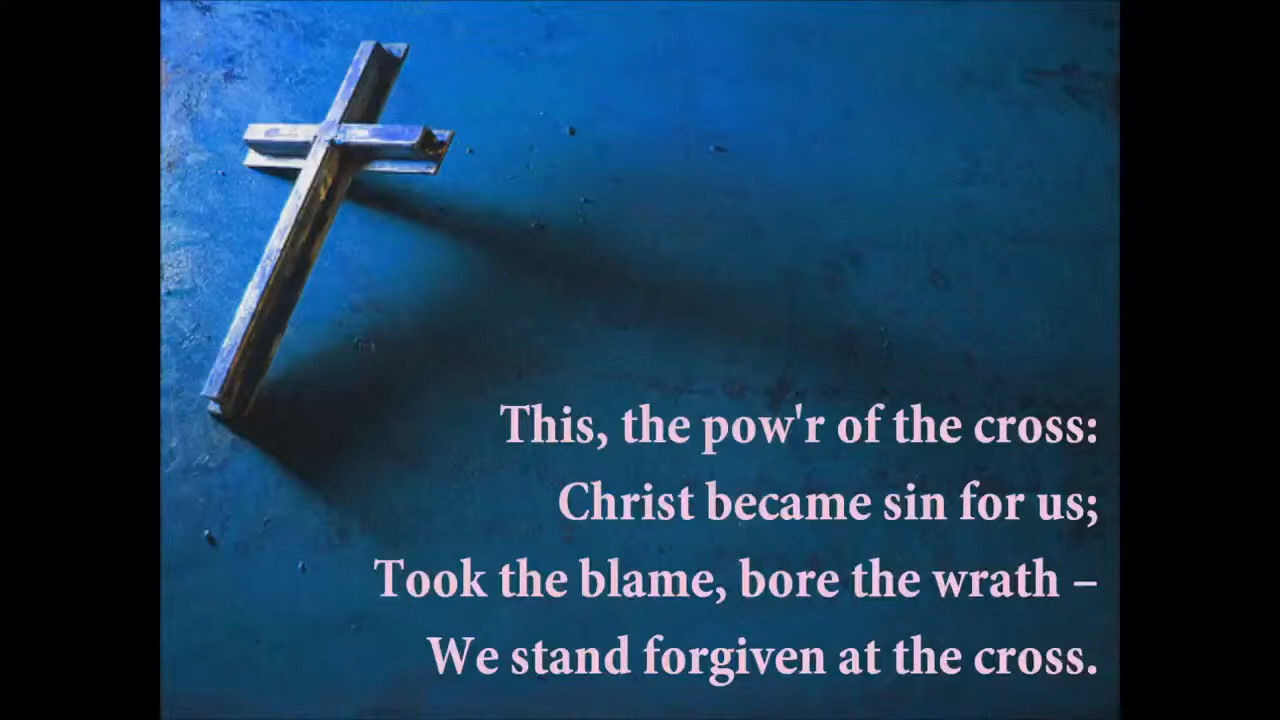 This, the pow'r of the cross:
Christ became sin for us;
Took the blame, bore the wrath –
We stand forgiven at the cross.